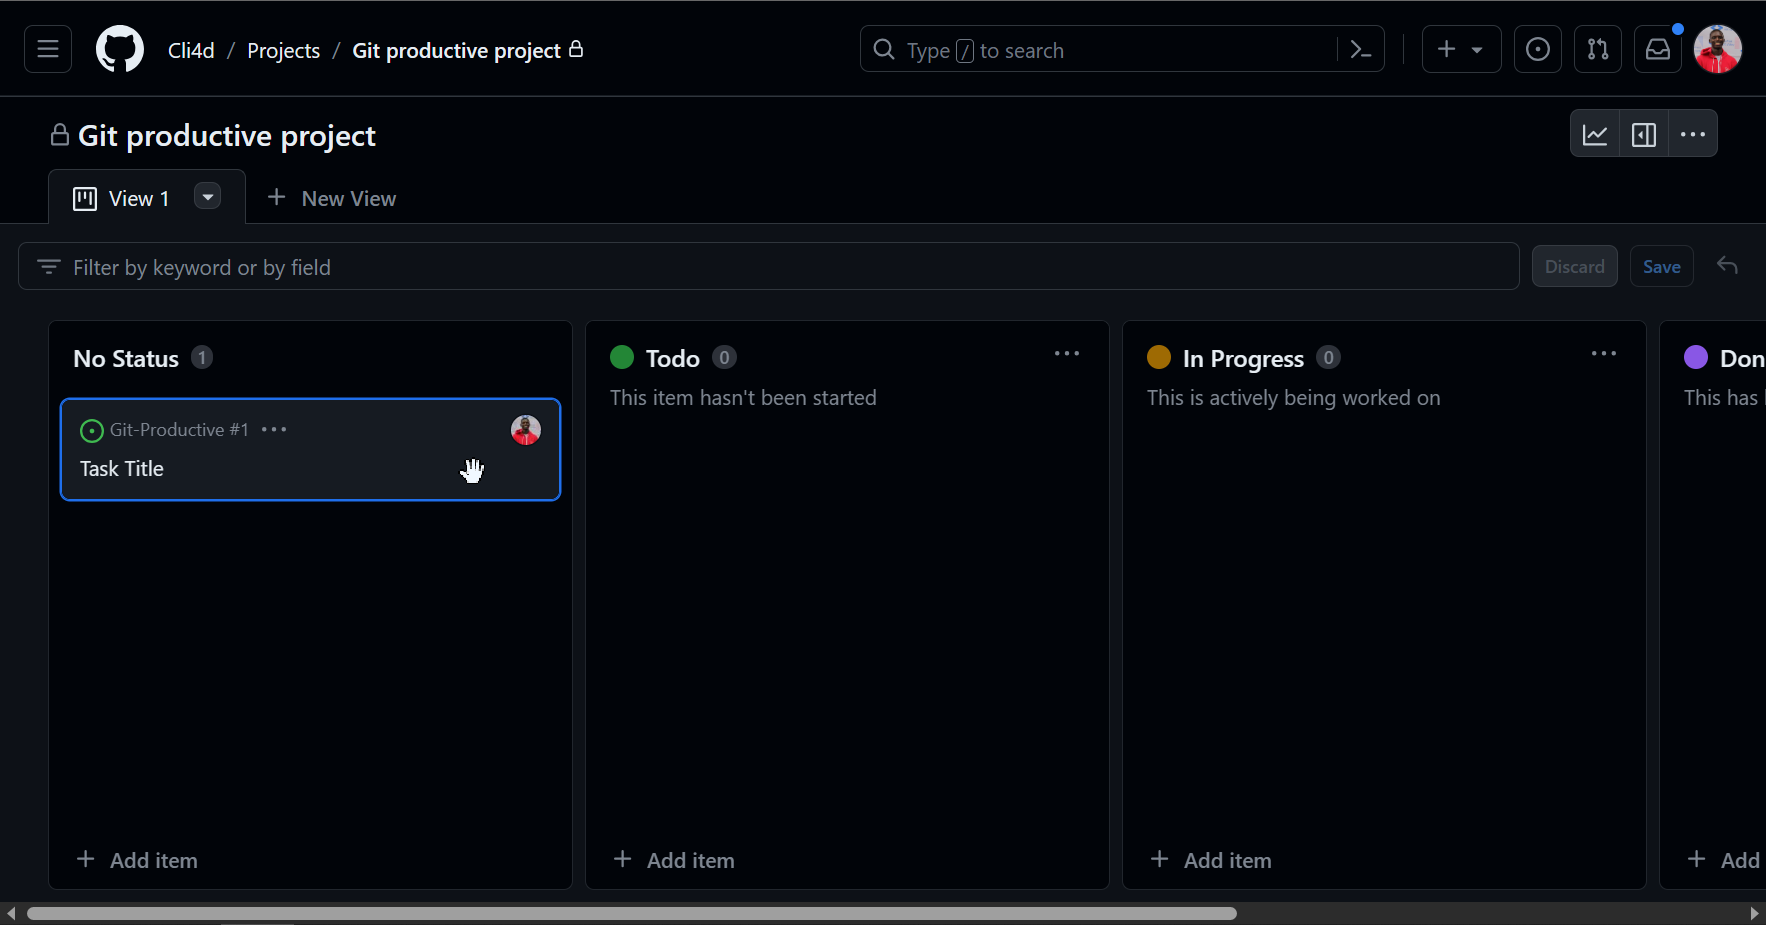 Cli4d / Projects / Git productive project
Type / to search
Git productive project
View 1
New View
Filter by keyword or by field
Discard
Save
No Status 1
Git-Productive #1
Task Title
Add item
Todo 0
This item hasn't been started
Add item
In Progress 0
This is actively being worked on
Add item
Don
This has
Add